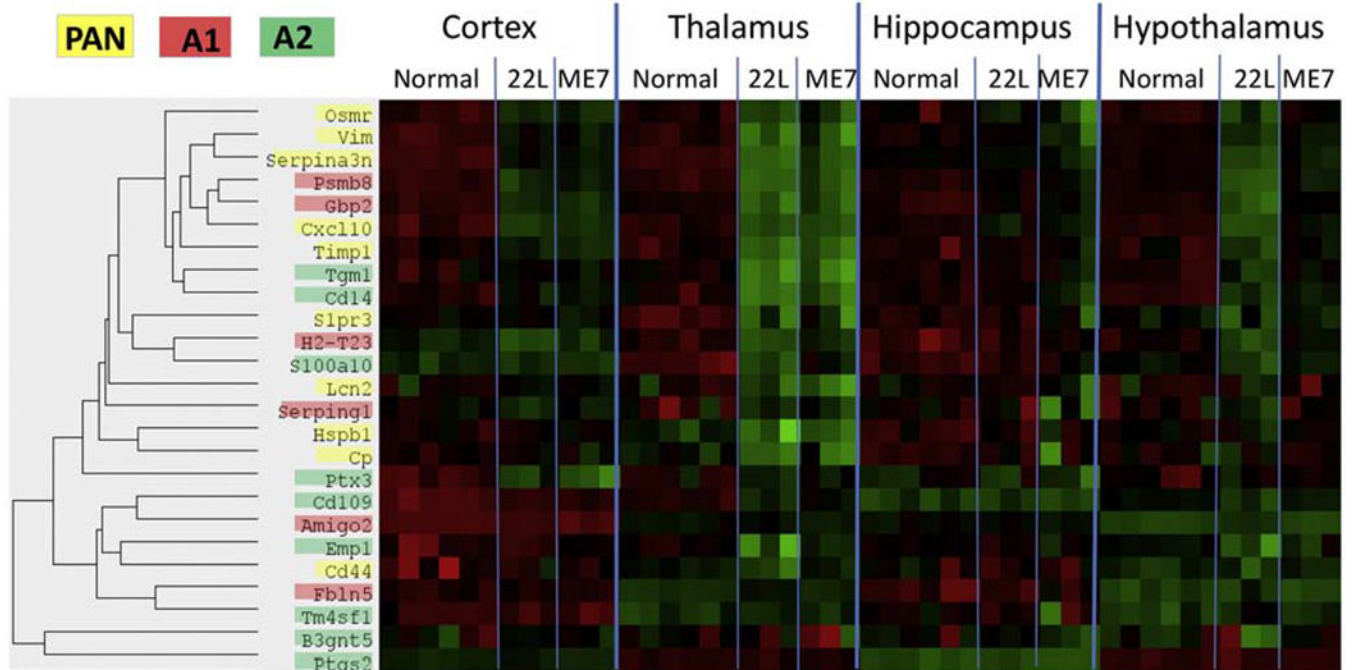 PAN A1 A2 Cortex Thalamus Hippocampus Hypothalamus
Normal 22L ME7 Normal 22L ME7 Normal 22L ME7 Normal 22L ME7
Osmr
Vim
Serpina3n
Psmb8
Gbp2
Cxcl10
Timp1
Tgm1
Cd14
S1pr3
H2-T23
S100a10
Lcn2
Serping1
Hspb1
Cp
Ptx3
Cd109
Amigo2
Emp1
Cd44
Fbln5
Tm4sf1
B3gnt5
Ptgs2